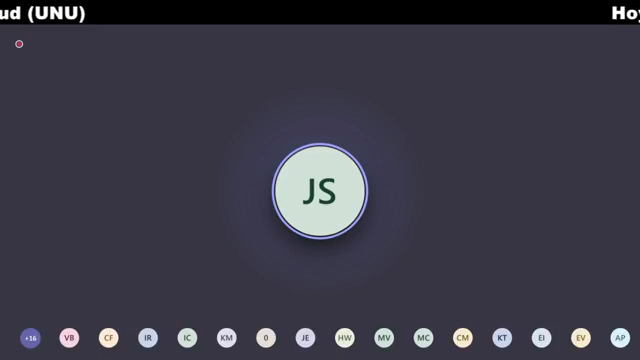 ud (UNU) Hoy
JS
+16 VB CF IR IC KM 0 JE HW MV MC CM KT EJ EV AP